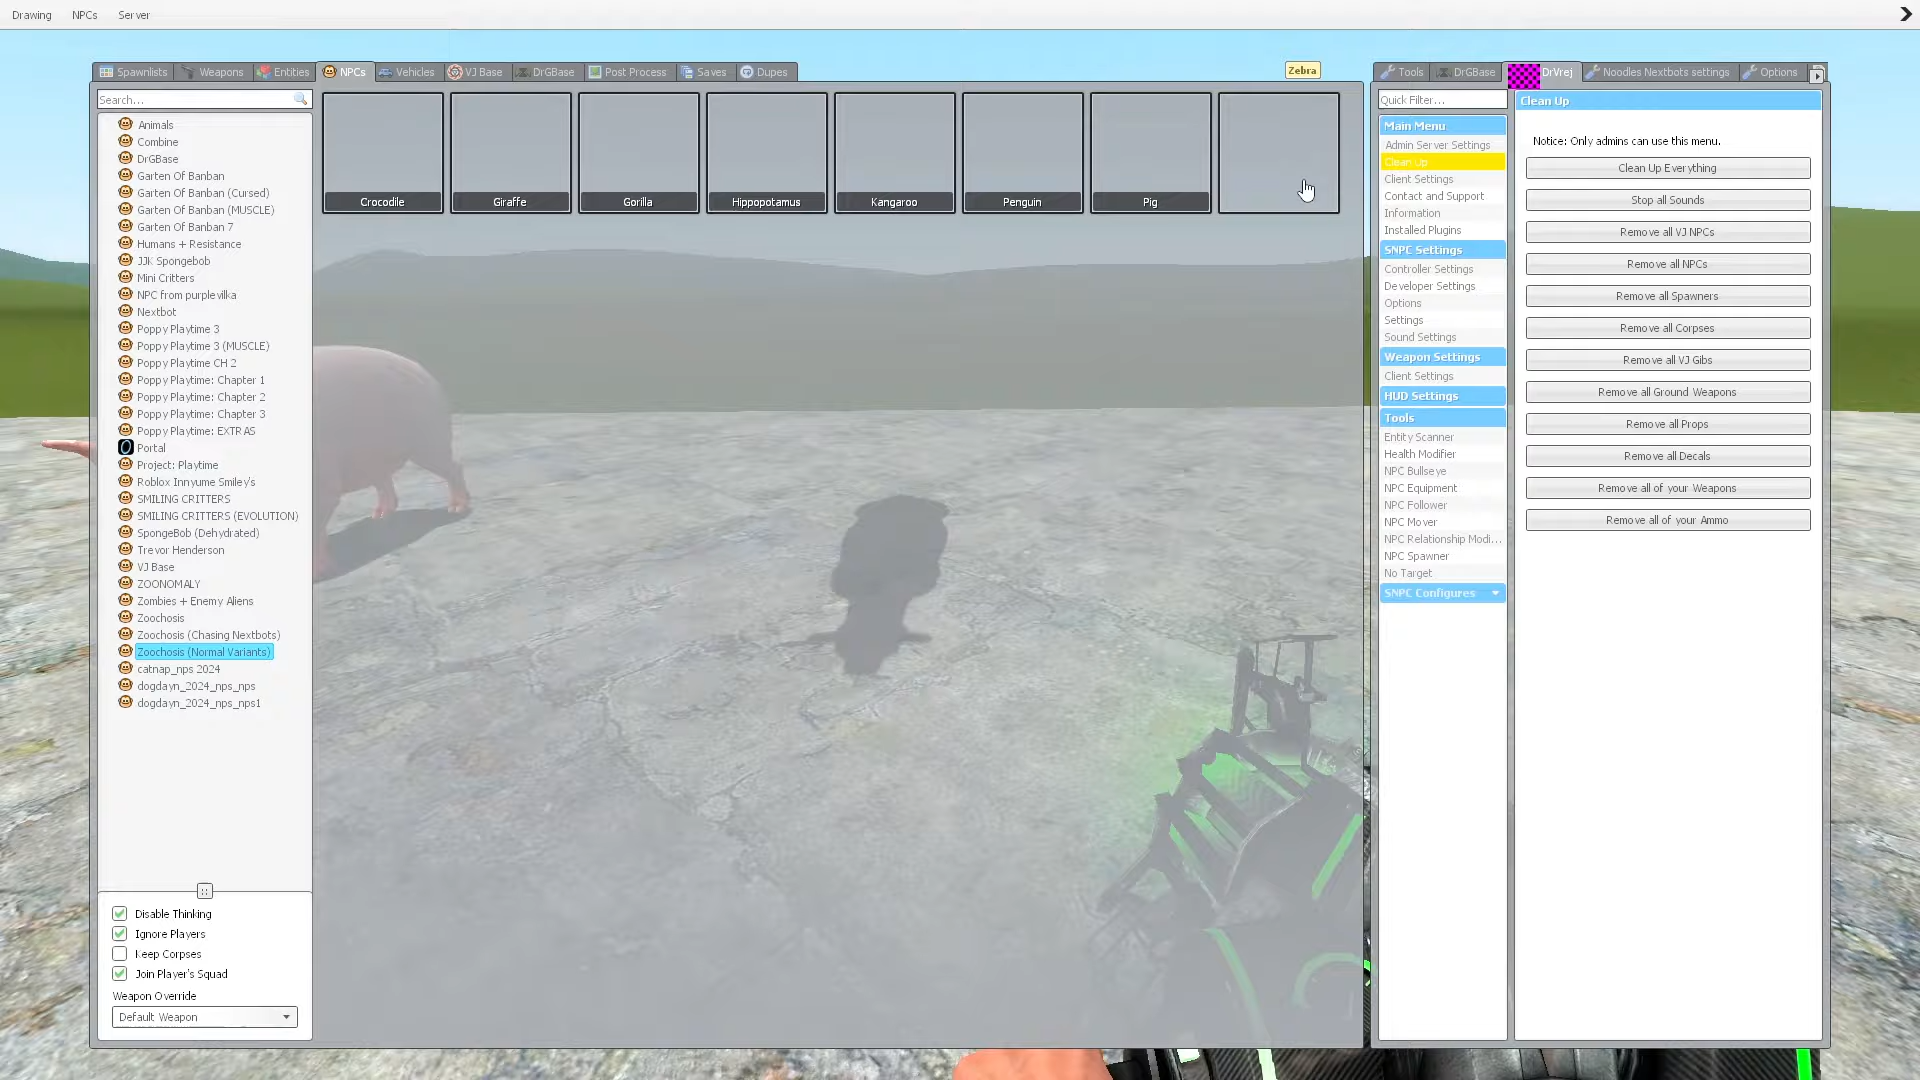 Drawing NPCs Server
Spawnlists Weapons Entities NPCs Vehicles VJ Base DrGBase Post Process Saves Dupes
Zebra
Tools DrGBase DrVrej Noodles Nextbots settings Options
Search...
Animals
Combine
DrGBase
Garten Of Banban
Garten Of Banban (Cursed)
Garten Of Banban (MUSCLE)
Garten Of Banban 7
Humans + Resistance
JJK Spongebob
Mini Critters
NPC from purplevilka
Nextbot
Poppy Playtime 3
Poppy Playtime 3 (MUSCLE)
Poppy Playtime CH 2
Poppy Playtime: Chapter 1
Poppy Playtime: Chapter 2
Poppy Playtime: Chapter 3
Poppy Playtime: EXTRAS
Portal
Project: Playtime
Roblox Innyume Smiley's
SMILING CRITTERS
SMILING CRITTERS (EVOLUTION)
SpongeBob (Dehydrated)
Trevor Henderson
VJ Base
ZOONOMALY
Zombies + Enemy Aliens
Zoochosis
Zoochosis (Chasing Nextbots)
Zoochosis (Normal Variants)
catnap_nps 2024
dogdayn_2024_nps_nps
dogdayn_2024_nps_nps1
Disable Thinking
Ignore Players
Keep Corpses
Join Player's Squad
Weapon Override
Default Weapon
Crocodile Giraffe Gorilla Hippopotamus Kangaroo Penguin Pig
Quick Filter...
Main Menu
Admin Server Settings
Clean Up
Client Settings
Contact and Support
Information
Installed Plugins
SNPC Settings
Controller Settings
Developer Settings
Options
Settings
Sound Settings
Weapon Settings
Client Settings
HUD Settings
Tools
Entity Scanner
Health Modifier
NPC Bullseye
NPC Equipment
NPC Follower
NPC Mover
NPC Relationship Modi...
NPC Spawner
No Target
SNPC Configures
Clean Up
Notice: Only admins can use this menu.
Clean Up Everything
Stop all Sounds
Remove all VJ NPCs
Remove all NPCs
Remove all Spawners
Remove all Corpses
Remove all VJ Gibs
Remove all Ground Weapons
Remove all Props
Remove all Decals
Remove all of your Weapons
Remove all of your Ammo